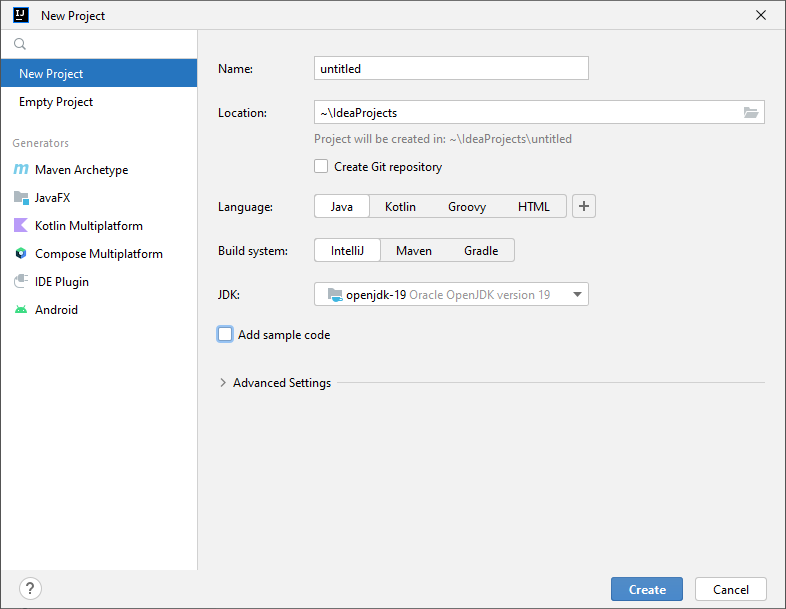 New Project
New Project
Empty Project
Generators
Maven Archetype
JavaFX
Kotlin Multiplatform
Compose Multiplatform
IDE Plugin
Android
Name: untitled
Location: ~\IdeaProjects
Project will be created in: ~\IdeaProjects\untitled
Create Git repository
Language: Java Kotlin Groovy HTML +
Build system: IntelliJ Maven Gradle
JDK: openjdk-19 Oracle OpenJDK version 19
Add sample code
Advanced Settings
? Create Cancel